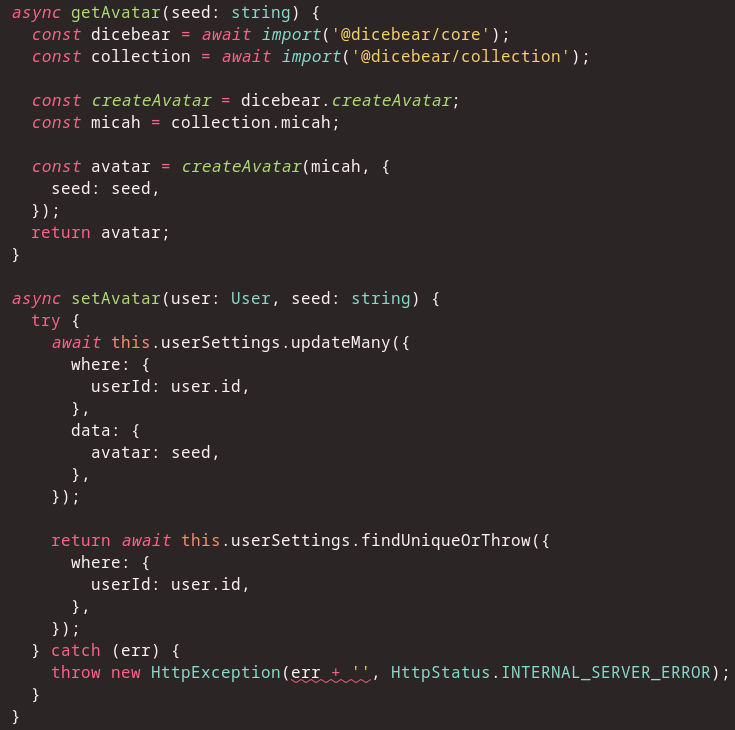 async getAvatar(seed: string) {
  const dicebear = await import('@dicebear/core');
  const collection = await import('@dicebear/collection');

  const createAvatar = dicebear.createAvatar;
  const micah = collection.micah;

  const avatar = createAvatar(micah, {
    seed: seed,
  });
  return avatar;
}

async setAvatar(user: User, seed: string) {
  try {
    await this.userSettings.updateMany({
      where: {
        userId: user.id,
      },
      data: {
        avatar: seed,
      },
    });

    return await this.userSettings.findUniqueOrThrow({
      where: {
        userId: user.id,
      },
    });
  } catch (err) {
    throw new HttpException(err + '', HttpStatus.INTERNAL_SERVER_ERROR);
  }
}